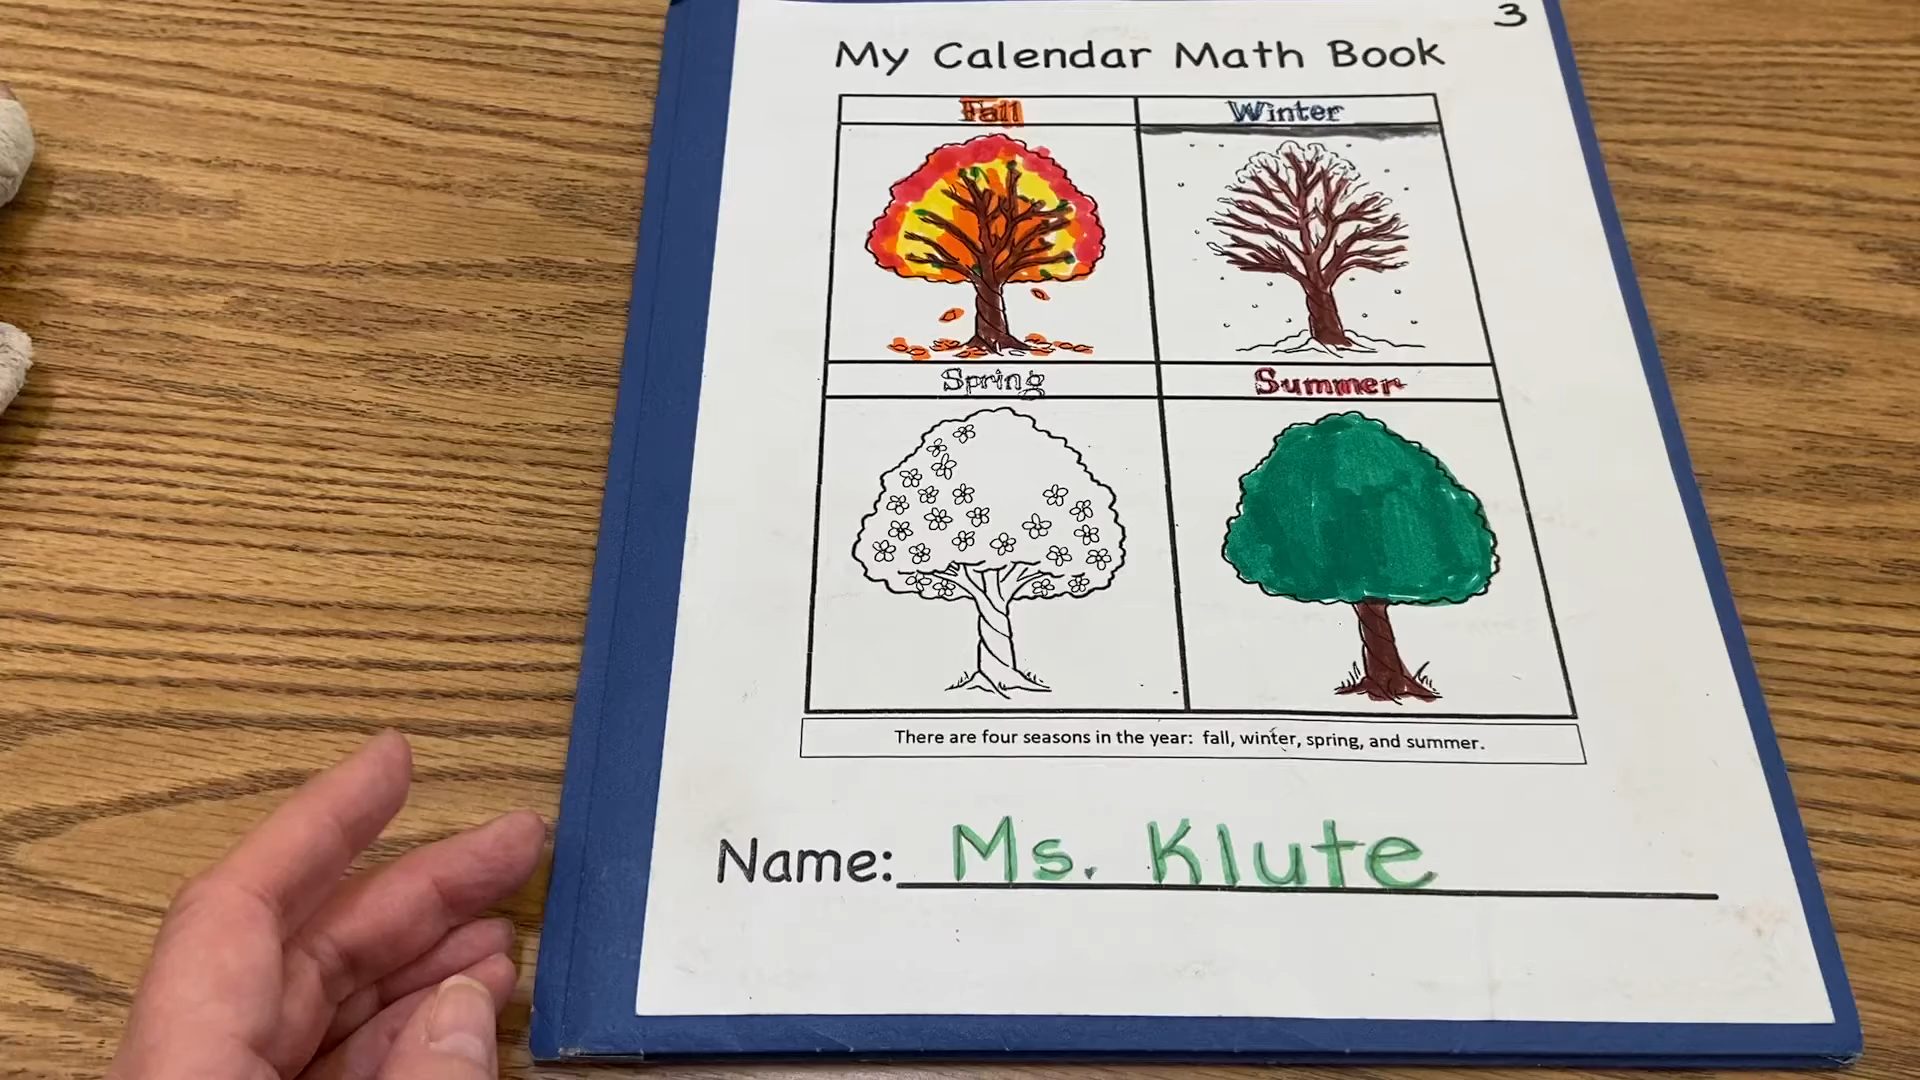 3
My Calendar Math Book
Fall Winter
Spring Summer
There are four seasons in the year: fall, winter, spring, and summer.
Name: Ms. Klute